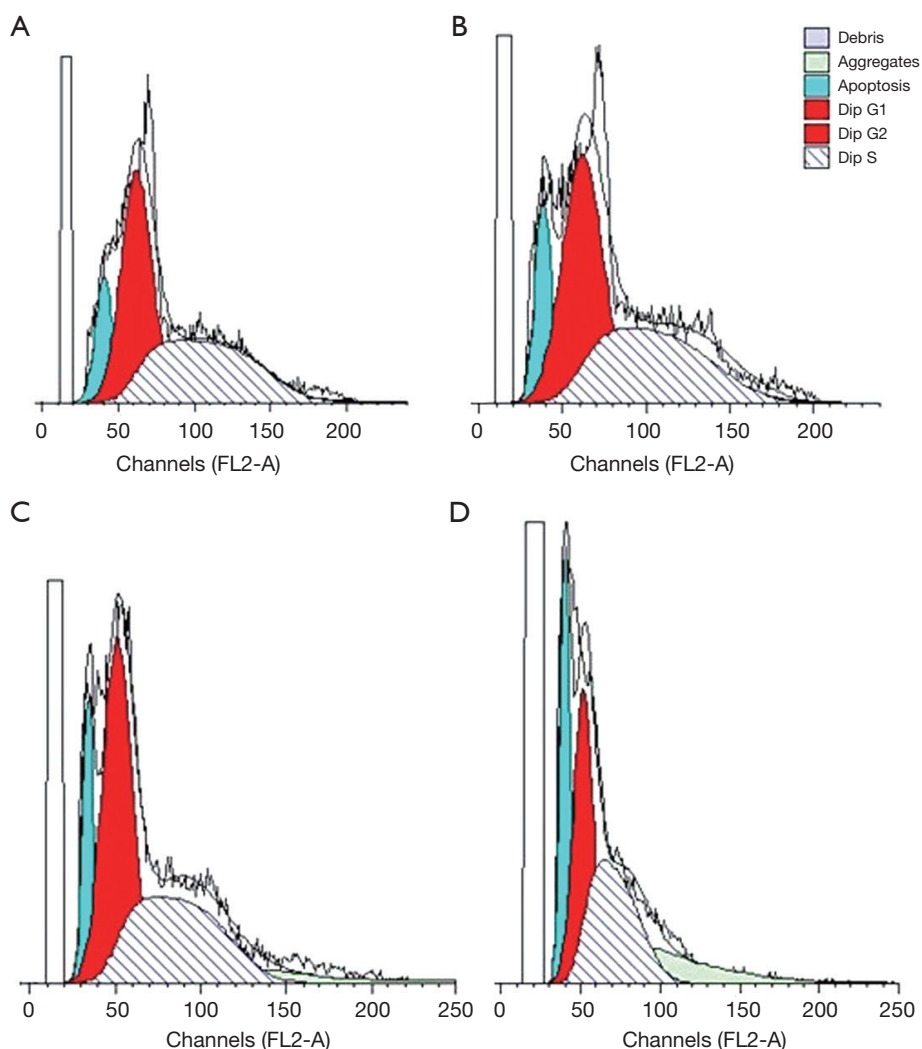 A
B
Debris
Aggregates
Apoptosis
Dip G1
Dip G2
Dip S
0 50 100 150 200
Channels (FL2-A)
0 50 100 150 200
Channels (FL2-A)
C
D
0 50 100 150 200 250
Channels (FL2-A)
0 50 100 150 200 250
Channels (FL2-A)